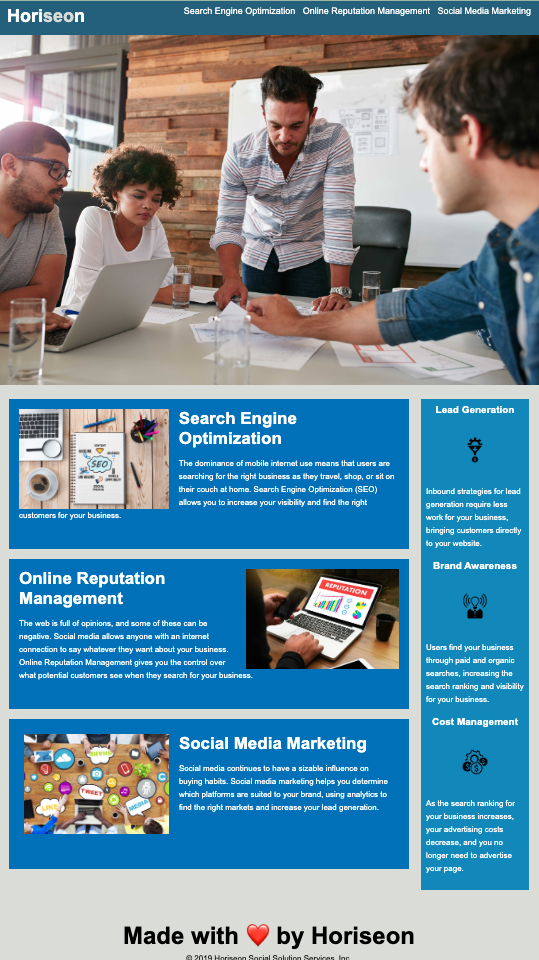 Horiseon
Search Engine Optimization Online Reputation Management Social Media Marketing
Search Engine
Optimization
The dominance of mobile internet use means that users are
searching for the right business as they travel, shop, or sit on
their couch at home. Search Engine Optimization (SEO)
allows you to increase your visibility and find the right
customers for your business.
SEO
Online Reputation
Management
The web is full of opinions, and some of these can be
negative. Social media allows anyone with an internet
connection to say whatever they want about your business.
Online Reputation Management gives you the control over
what potential customers see when they search for your business.
REPUTATION
Social Media Marketing
Social media continues to have a sizable influence on
buying habits. Social media marketing helps you determine
which platforms are suited to your brand, using analytics to
find the right markets and increase your lead generation.
TWEET
LIKE
MEDIA
Lead Generation
Inbound strategies for lead
generation require less
work for your business,
bringing customers directly
to your website.
Brand Awareness
Users find your business
through paid and organic
searches, increasing the
search ranking and visibility
for your business.
Cost Management
As the search ranking for
your business increases,
your advertising costs
decrease, and you no
longer need to advertise
your page.
Made with ❤️ by Horiseon
© 2019 Horiseon Social Solution Services, Inc.